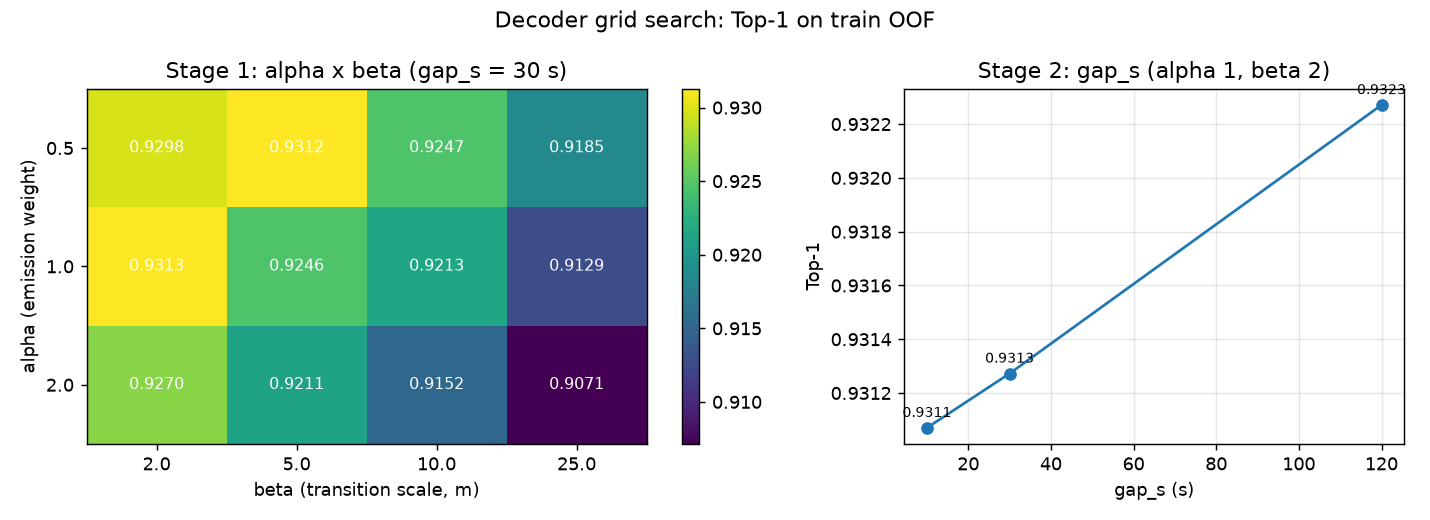 Decoder grid search: Top-1 on train OOF
Stage 1: alpha x beta (gap_s = 30 s)
alpha (emission weight)
0.5
1.0
2.0
0.9298 0.9312 0.9247 0.9185
0.9313 0.9246 0.9213 0.9129
0.9270 0.9211 0.9152 0.9071
2.0 5.0 10.0 25.0
beta (transition scale, m)
0.930
0.925
0.920
0.915
0.910
Stage 2: gap_s (alpha 1, beta 2)
Top-1
0.9322
0.9320
0.9318
0.9316
0.9314
0.9312
0.9323
0.9313
0.9311
20 40 60 80 100 120
gap_s (s)